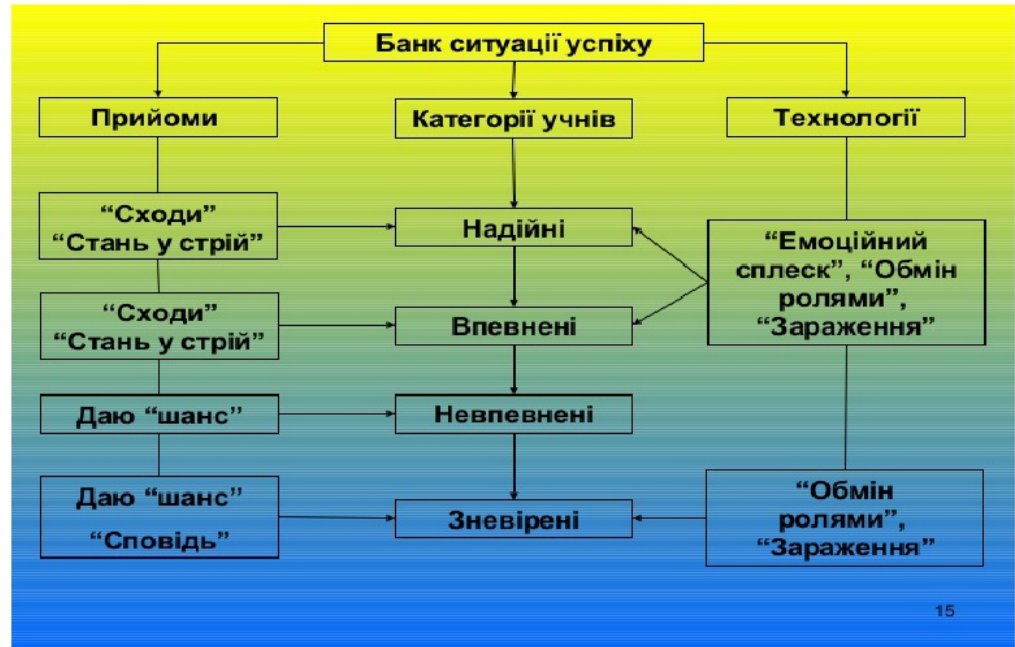 Банк ситуації успіху
Прийоми
Категорії учнів
Технології
“Сходи”
“Стань у стрій”
Надійні
“Емоційний
сплеск”, “Обмін
ролями”,
“Зараження”
“Сходи”
“Стань у стрій”
Впевнені
Даю “шанс”
Невпевнені
Даю “шанс”
“Сповідь”
Зневірені
“Обмін
ролями”,
“Зараження”
15